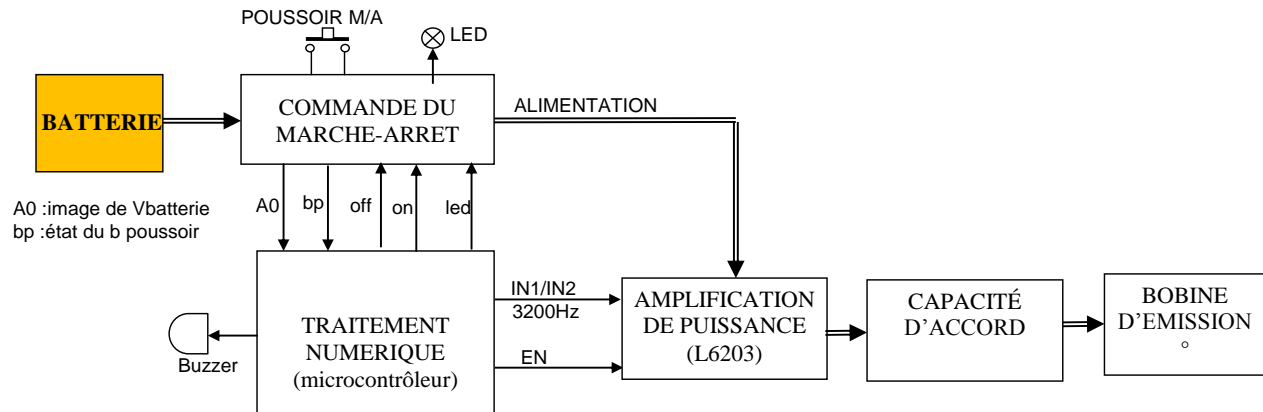 POUSSOIR M/A
LED
BATTERIE
COMMANDE DU
MARCHE-ARRET
ALIMENTATION
A0 :image de Vbatterie
bp :état du b poussoir
A0
bp
off
on
led
Buzzer
TRAITEMENT
NUMERIQUE
(microcontrôleur)
IN1/IN2
3200Hz
EN
AMPLIFICATION
DE PUISSANCE
(L6203)
CAPACITÉ
D’ACCORD
BOBINE
D’EMISSION
°